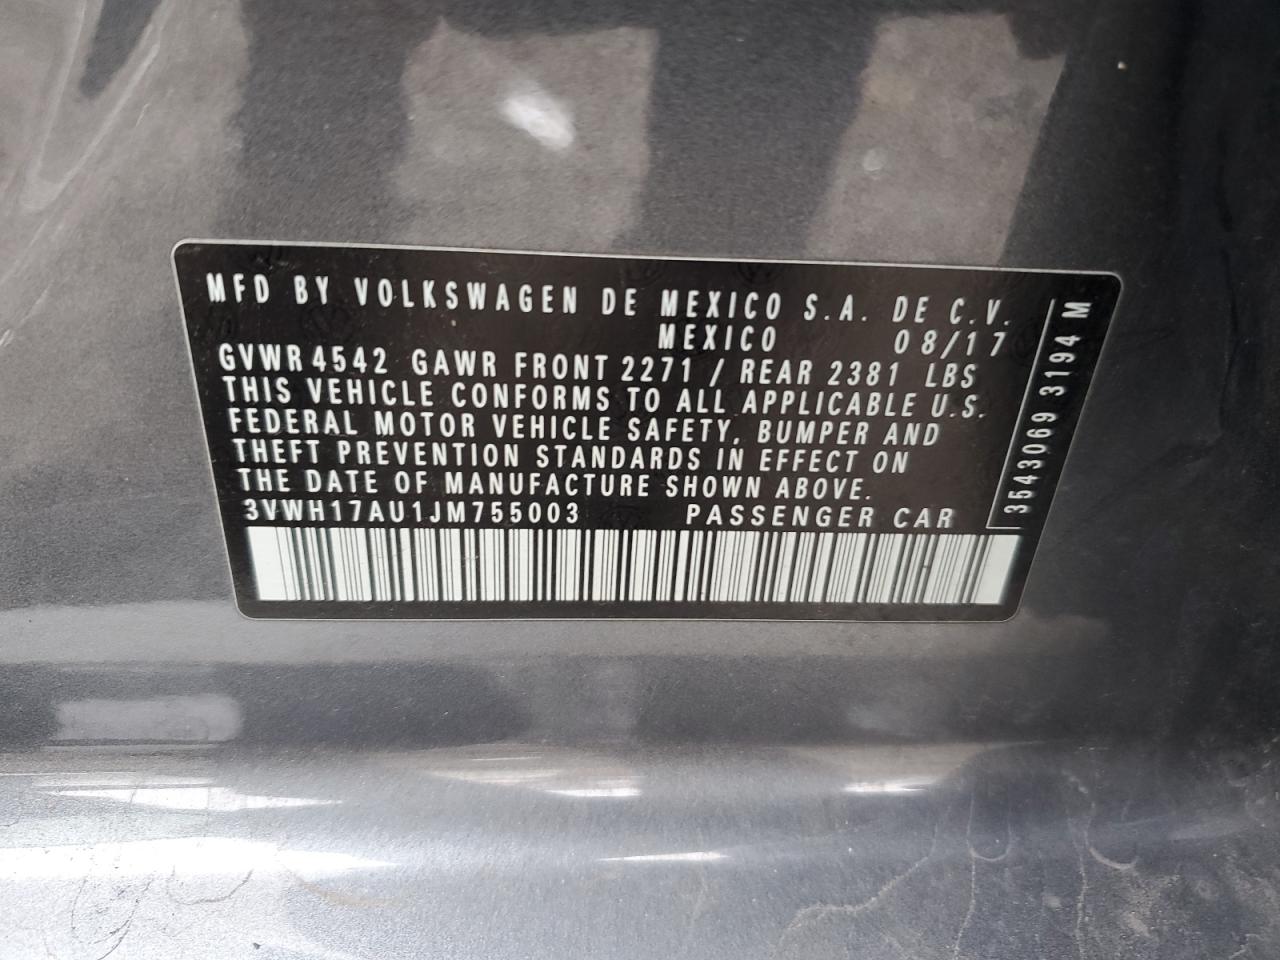 MFD BY VOLKSWAGEN DE MEXICO S.A. DE C.V.
MEXICO 08/17
GVWR 4542 GAWR FRONT 2271 / REAR 2381 LBS
THIS VEHICLE CONFORMS TO ALL APPLICABLE U.S.
FEDERAL MOTOR VEHICLE SAFETY, BUMPER AND
THEFT PREVENTION STANDARDS IN EFFECT ON
THE DATE OF MANUFACTURE SHOWN ABOVE.
3VWH17AU1JM755003 PASSENGER CAR
3543069 3194 M